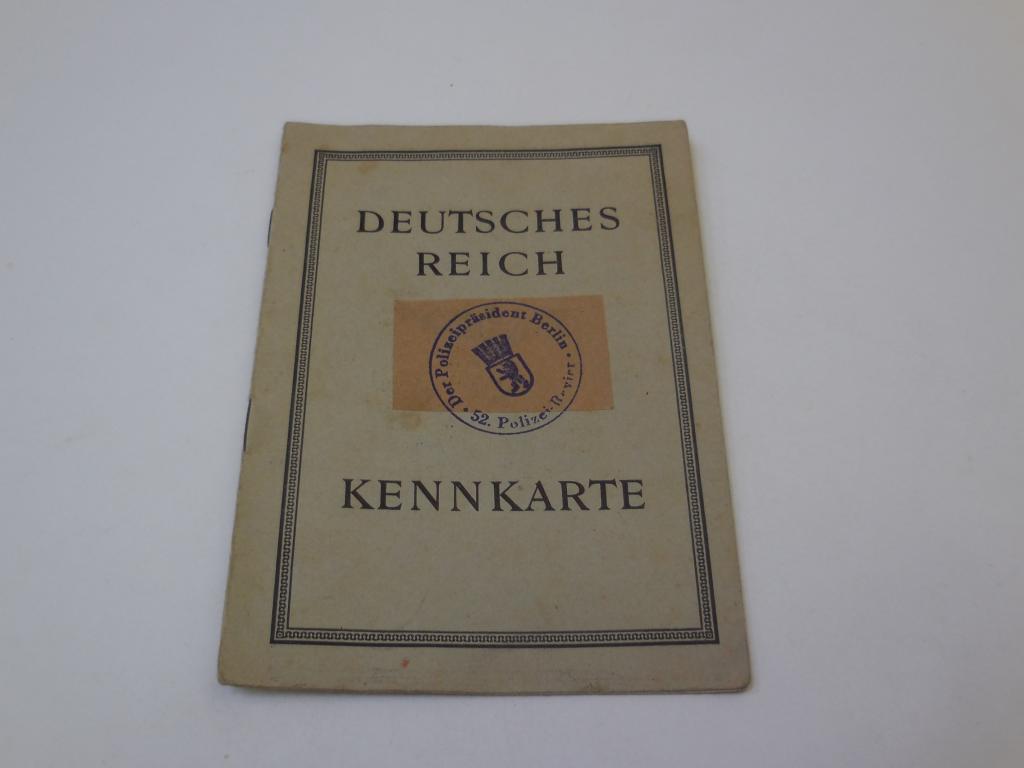 DEUTSCHES
REICH
Der Polizeipräsident Berlin
52. Polizei-Revier
KENNKARTE